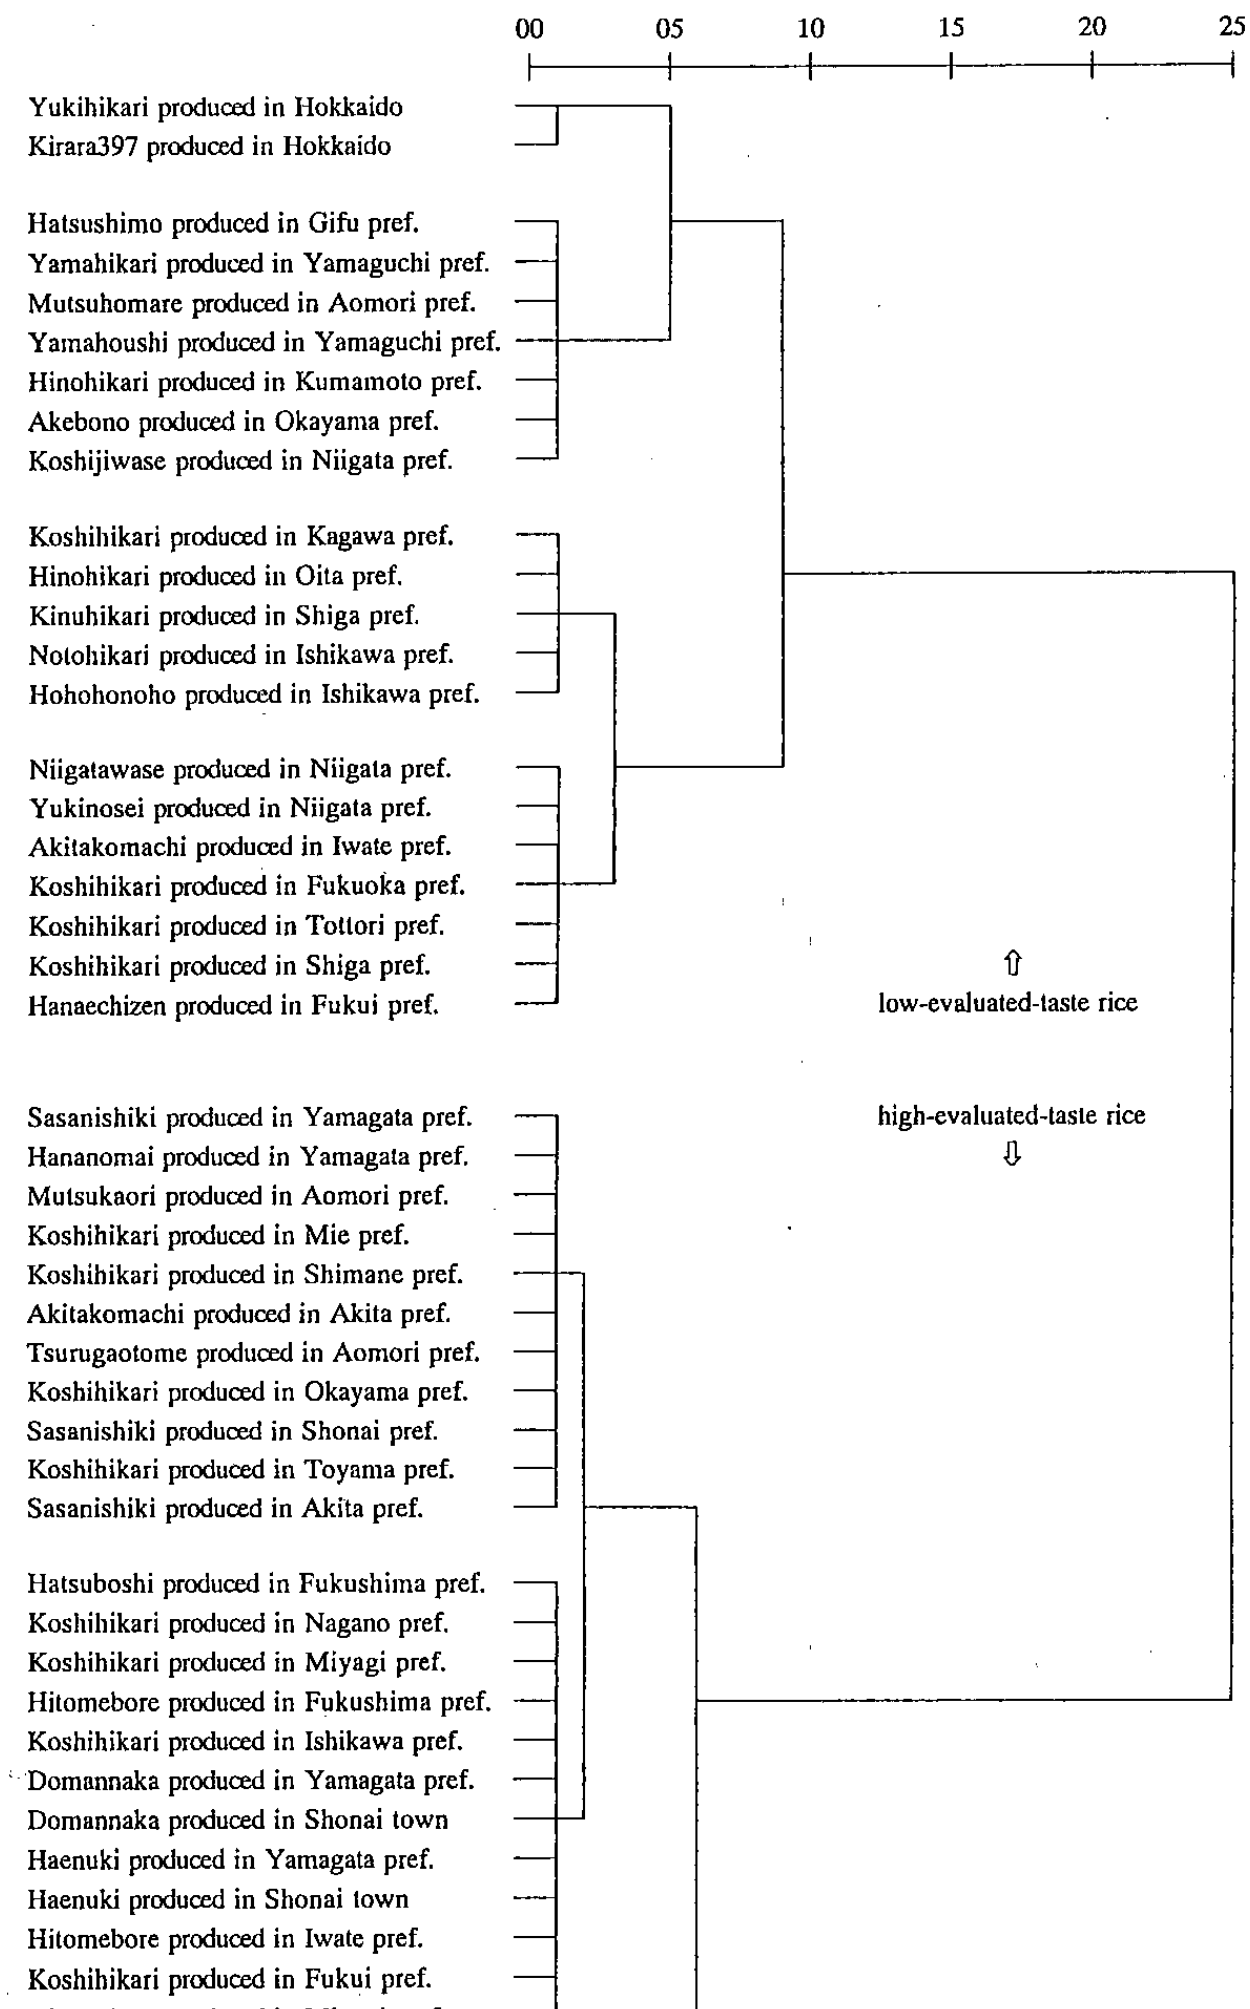 00 05 10 15 20 25
Yukihikari produced in Hokkaido
Kirara397 produced in Hokkaido
Hatsushimo produced in Gifu pref.
Yamahikari produced in Yamaguchi pref.
Mutsuhomare produced in Aomori pref.
Yamahoushi produced in Yamaguchi pref.
Hinohikari produced in Kumamoto pref.
Akebono produced in Okayama pref.
Koshijiwase produced in Niigata pref.
Koshihikari produced in Kagawa pref.
Hinohikari produced in Oita pref.
Kinuhikari produced in Shiga pref.
Notohikari produced in Ishikawa pref.
Hohohonoho produced in Ishikawa pref.
Niigatawase produced in Niigata pref.
Yukinosei produced in Niigata pref.
Akitakomachi produced in Iwate pref.
Koshihikari produced in Fukuoka pref.
Koshihikari produced in Tottori pref.
Koshihikari produced in Shiga pref.
Hanaechizen produced in Fukui pref.
low-evaluated-taste rice
high-evaluated-taste rice
Sasanishiki produced in Yamagata pref.
Hananomai produced in Yamagata pref.
Mutsukaori produced in Aomori pref.
Koshihikari produced in Mie pref.
Koshihikari produced in Shimane pref.
Akitakomachi produced in Akita pref.
Tsurugaotome produced in Aomori pref.
Koshihikari produced in Okayama pref.
Sasanishiki produced in Shonai pref.
Koshihikari produced in Toyama pref.
Sasanishiki produced in Akita pref.
Hatsuboshi produced in Fukushima pref.
Koshihikari produced in Nagano pref.
Koshihikari produced in Miyagi pref.
Hitomebore produced in Fukushima pref.
Koshihikari produced in Ishikawa pref.
Domannaka produced in Yamagata pref.
Domannaka produced in Shonai town
Haenuki produced in Yamagata pref.
Haenuki produced in Shonai town
Hitomebore produced in Iwate pref.
Koshihikari produced in Fukui pref.